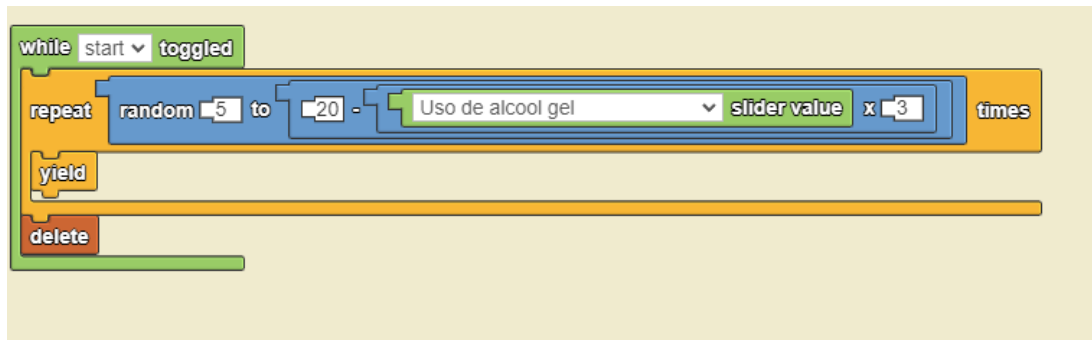 while start toggled
repeat random 5 to 20 - Uso de alcool gel slider value x 3 times
yield
delete